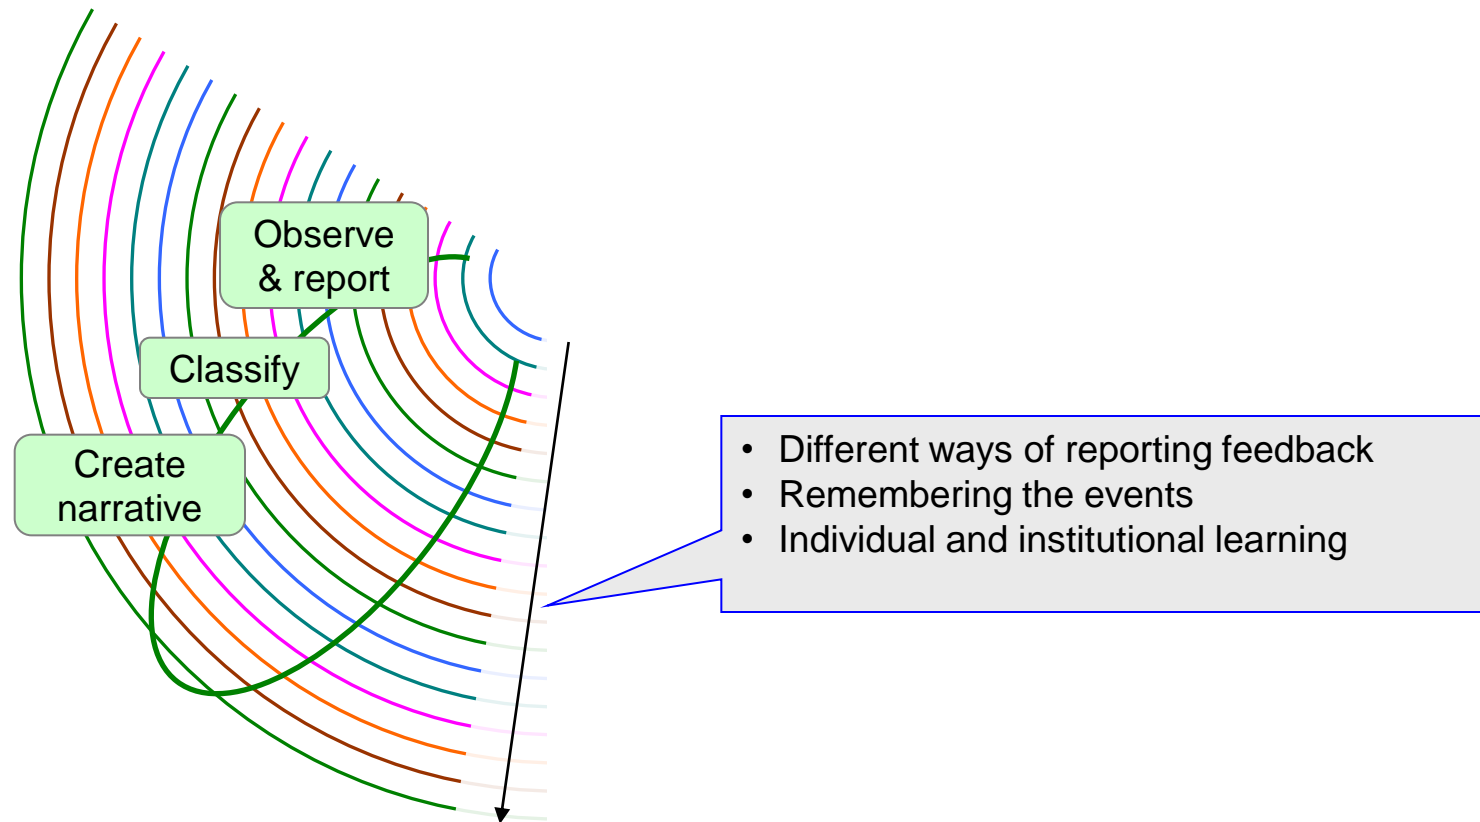 Observe
& report
Classify
Create
narrative
• Different ways of reporting feedback
• Remembering the events
• Individual and institutional learning